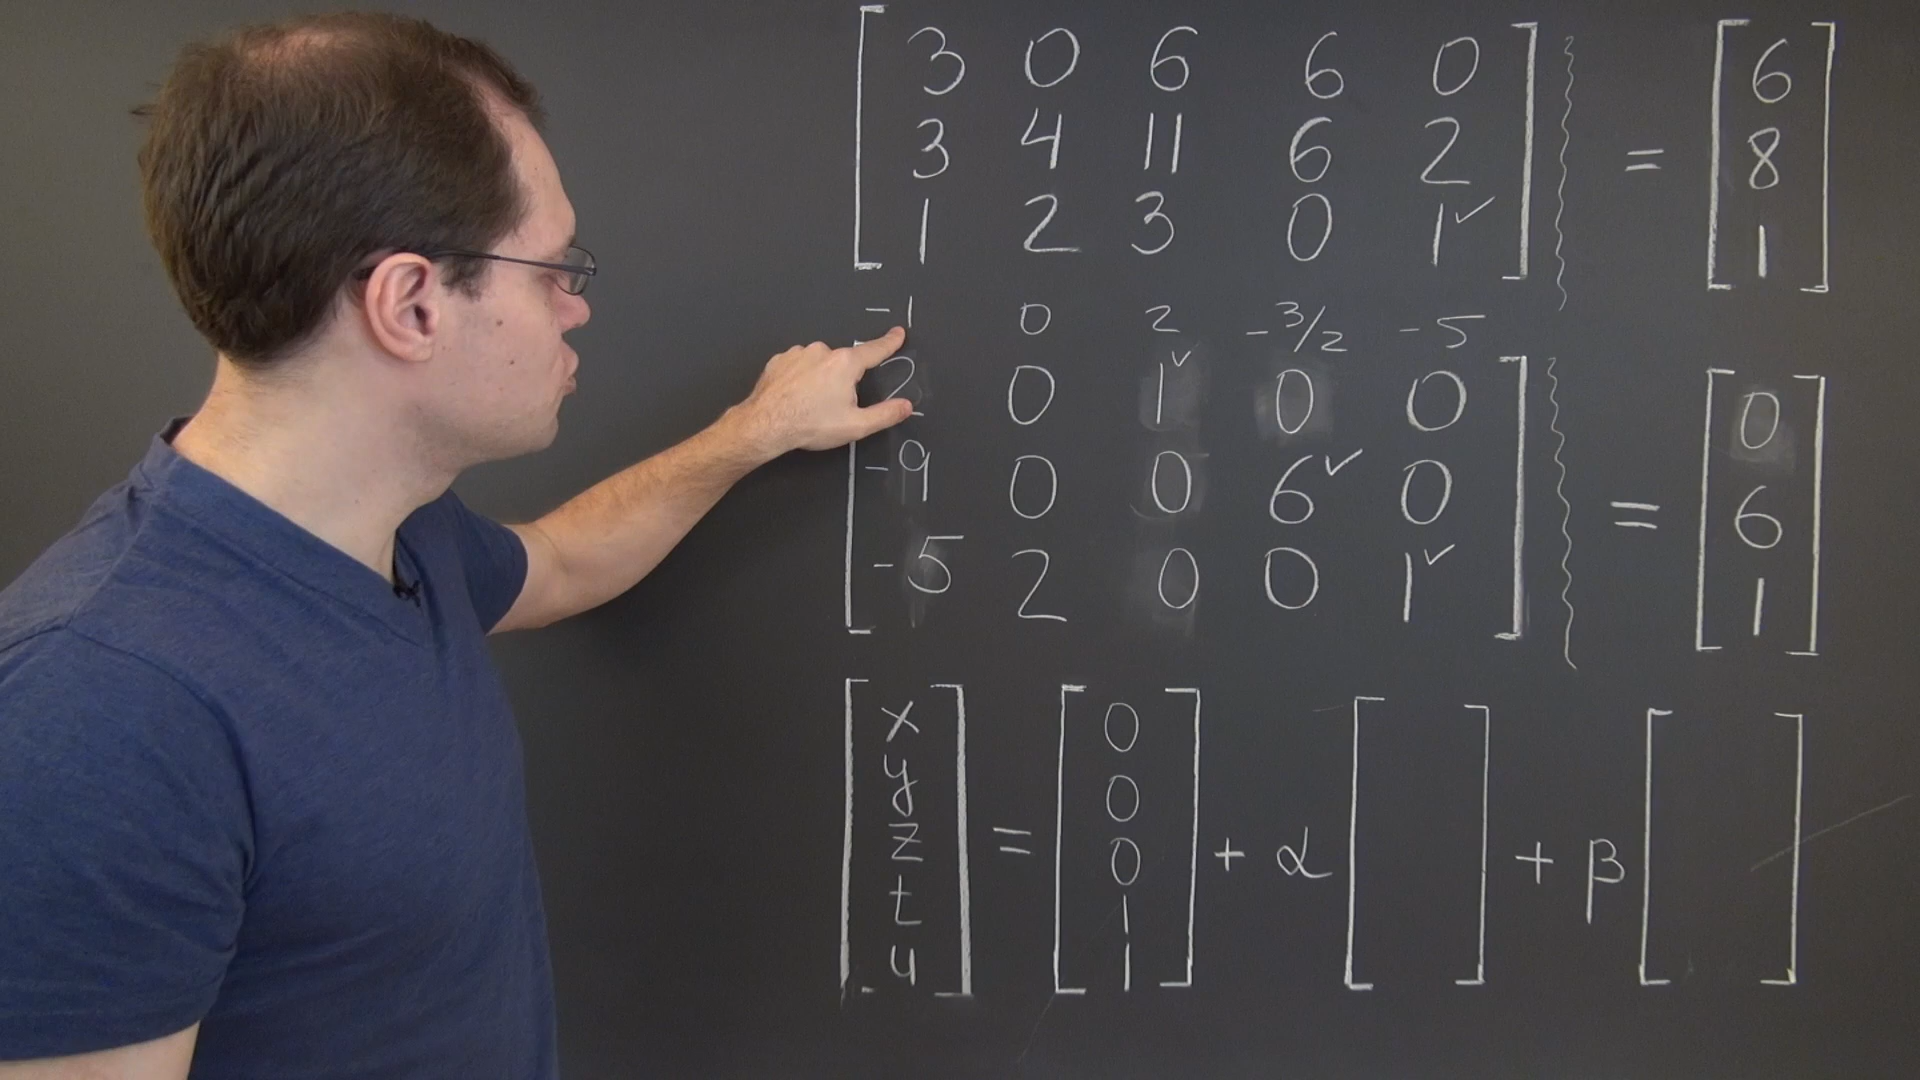 3 0 6 6 0
3 4 11 6 2 = 6 8 1
1 2 3 0 1✓
-1 0 2 -3/2 -5
2 0 1✓ 0 0
-9 0 0 6✓ 0 = 0 6 1
-5 2 0 0 1✓
x y z t u = 0 0 0 1 1 + α [ ] + β [ ]